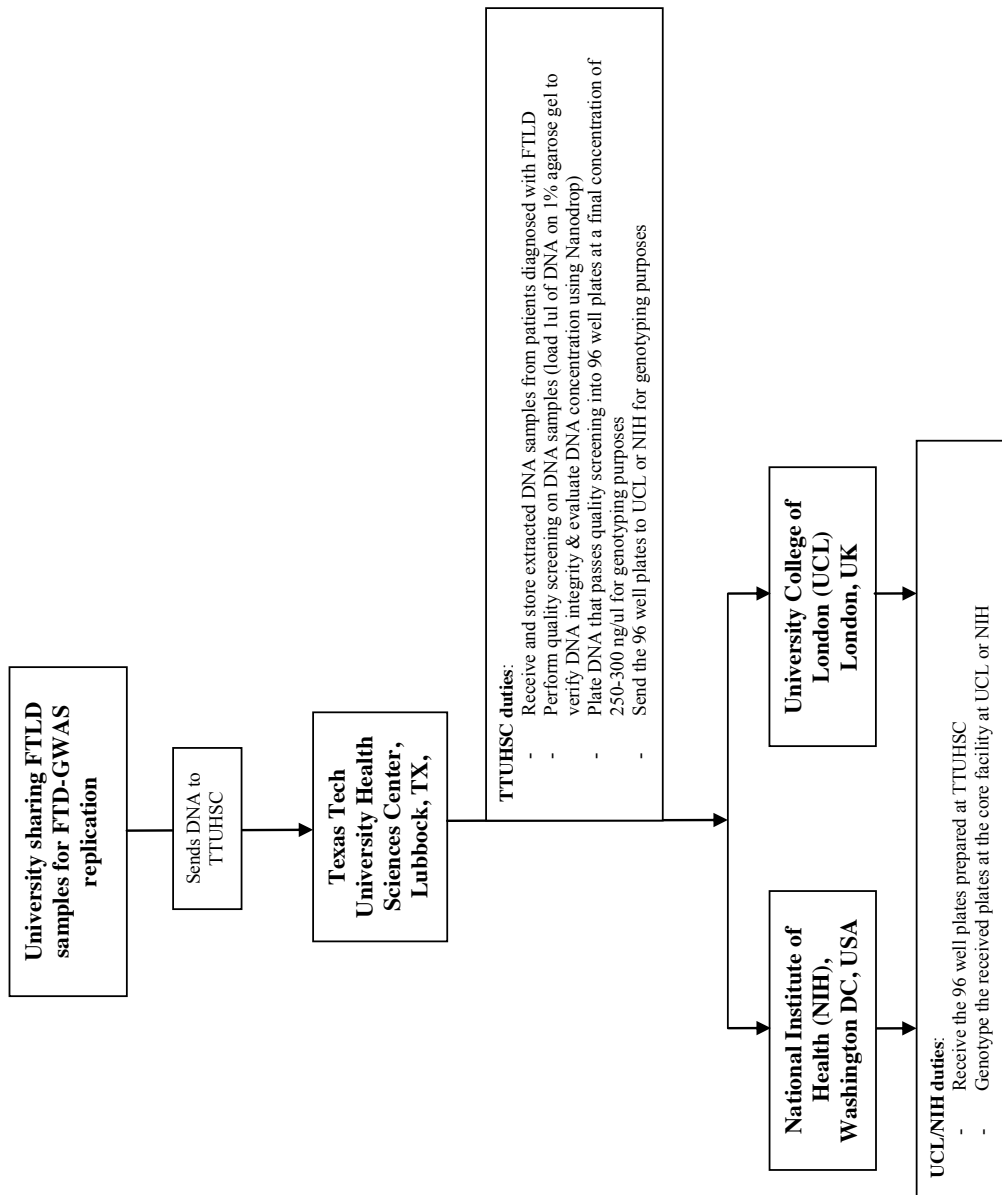 University sharing FTLD
samples for FTD-GWAS
replication
Sends DNA to
TTUHSC
Texas Tech
University Health
Sciences Center,
Lubbock, TX,
TTUHSC duties:
- Receive and store extracted DNA samples from patients diagnosed with FTLD
- Perform quality screening on DNA samples (load 1ul of DNA on 1% agarose gel to
verify DNA integrity & evaluate DNA concentration using Nanodrop)
- Plate DNA that passes quality screening into 96 well plates at a final concentration of
250-300 ng/ul for genotyping purposes
- Send the 96 well plates to UCL or NIH for genotyping purposes
National Institute of
Health (NIH),
Washington DC, USA
University College of
London (UCL)
London, UK
UCL/NIH duties:
- Receive the 96 well plates prepared at TTUHSC
- Genotype the received plates at the core facility at UCL or NIH